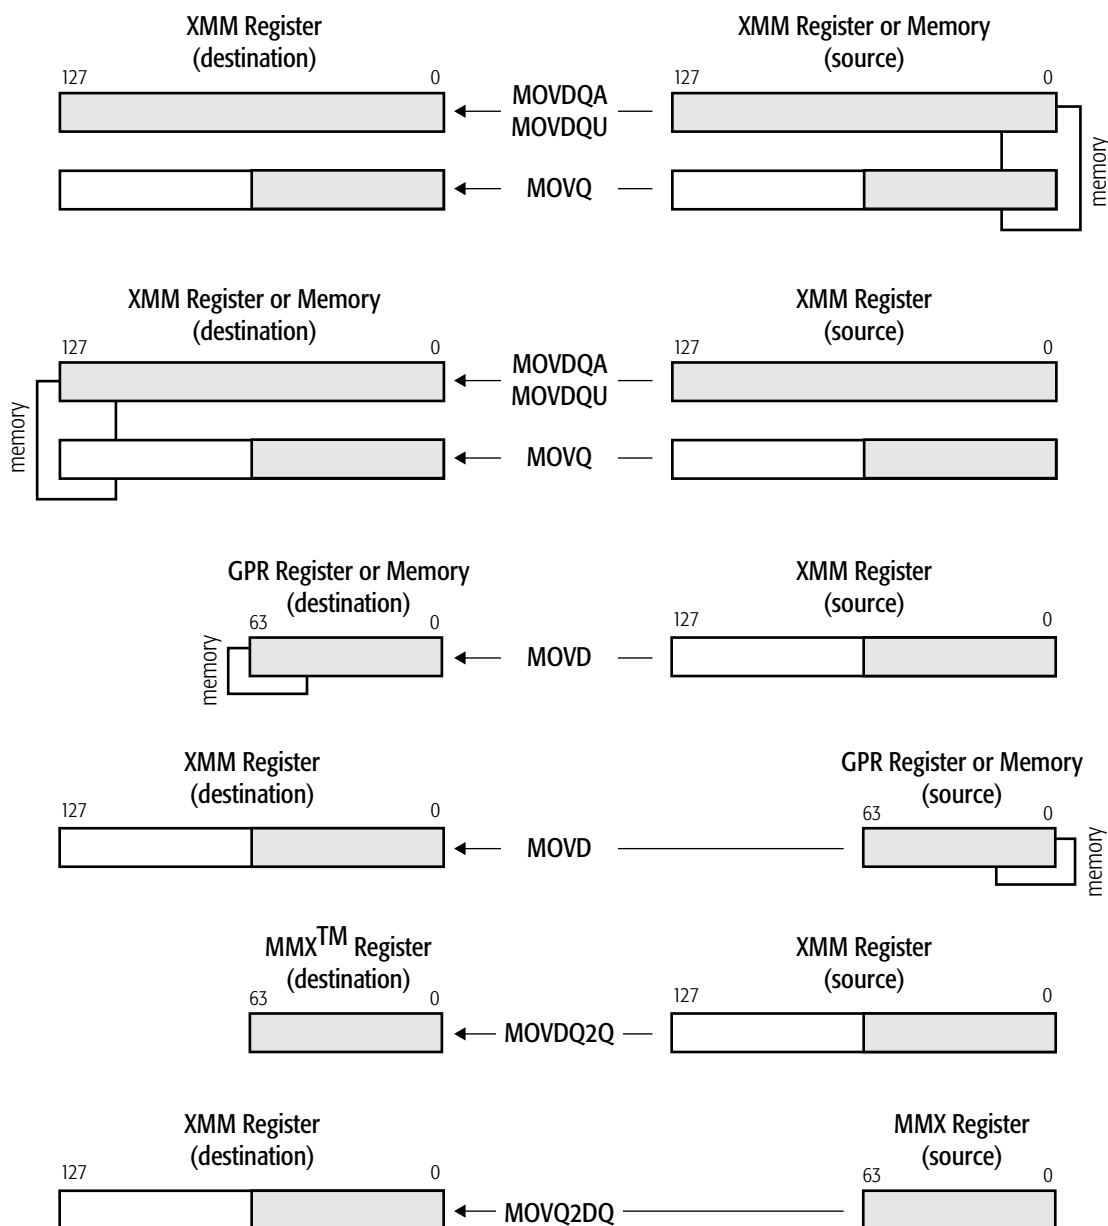 XMM Register
(destination)
XMM Register or Memory
(source)
127 0
127 0
MOVDQA
MOVDQU
memory
MOVQ
XMM Register or Memory
(destination)
XMM Register
(source)
127 0
127 0
MOVDQA
MOVDQU
memory
MOVQ
GPR Register or Memory
(destination)
XMM Register
(source)
63 0
127 0
memory
MOVD
XMM Register
(destination)
GPR Register or Memory
(source)
127 0
63 0
MOVD
memory
MMX™ Register
(destination)
XMM Register
(source)
63 0
127 0
MOVDQ2Q
XMM Register
(destination)
MMX Register
(source)
127 0
63 0
MOVQ2DQ